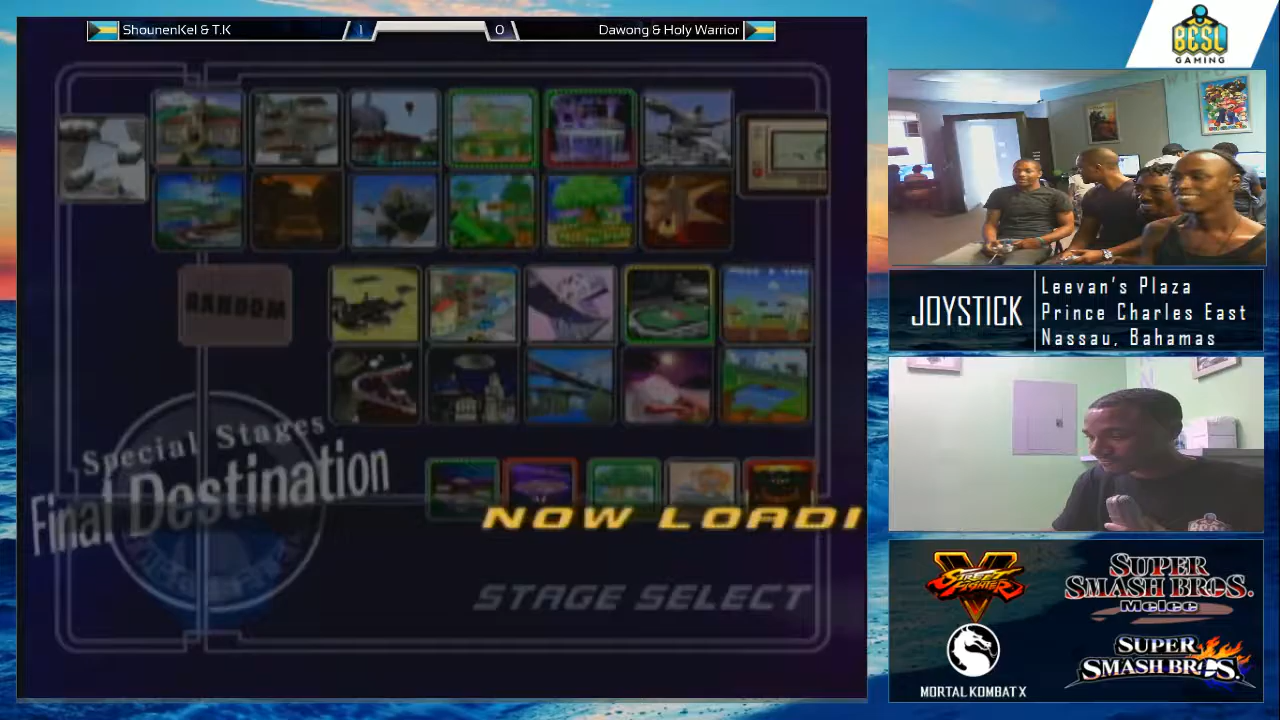 ShounenKel & T.K
1
0
Dawong & Holy Warrior
BCSL
GAMING
RANDOM
Special Stages
Final Destination
NOW LOADI
STAGE SELECT
JOYSTICK
Leevan's Plaza
Prince Charles East
Nassau, Bahamas
V
STREET FIGHTER
SUPER
SMASH BROS.
Melee
MORTAL KOMBAT X
SUPER
SMASH BROS.